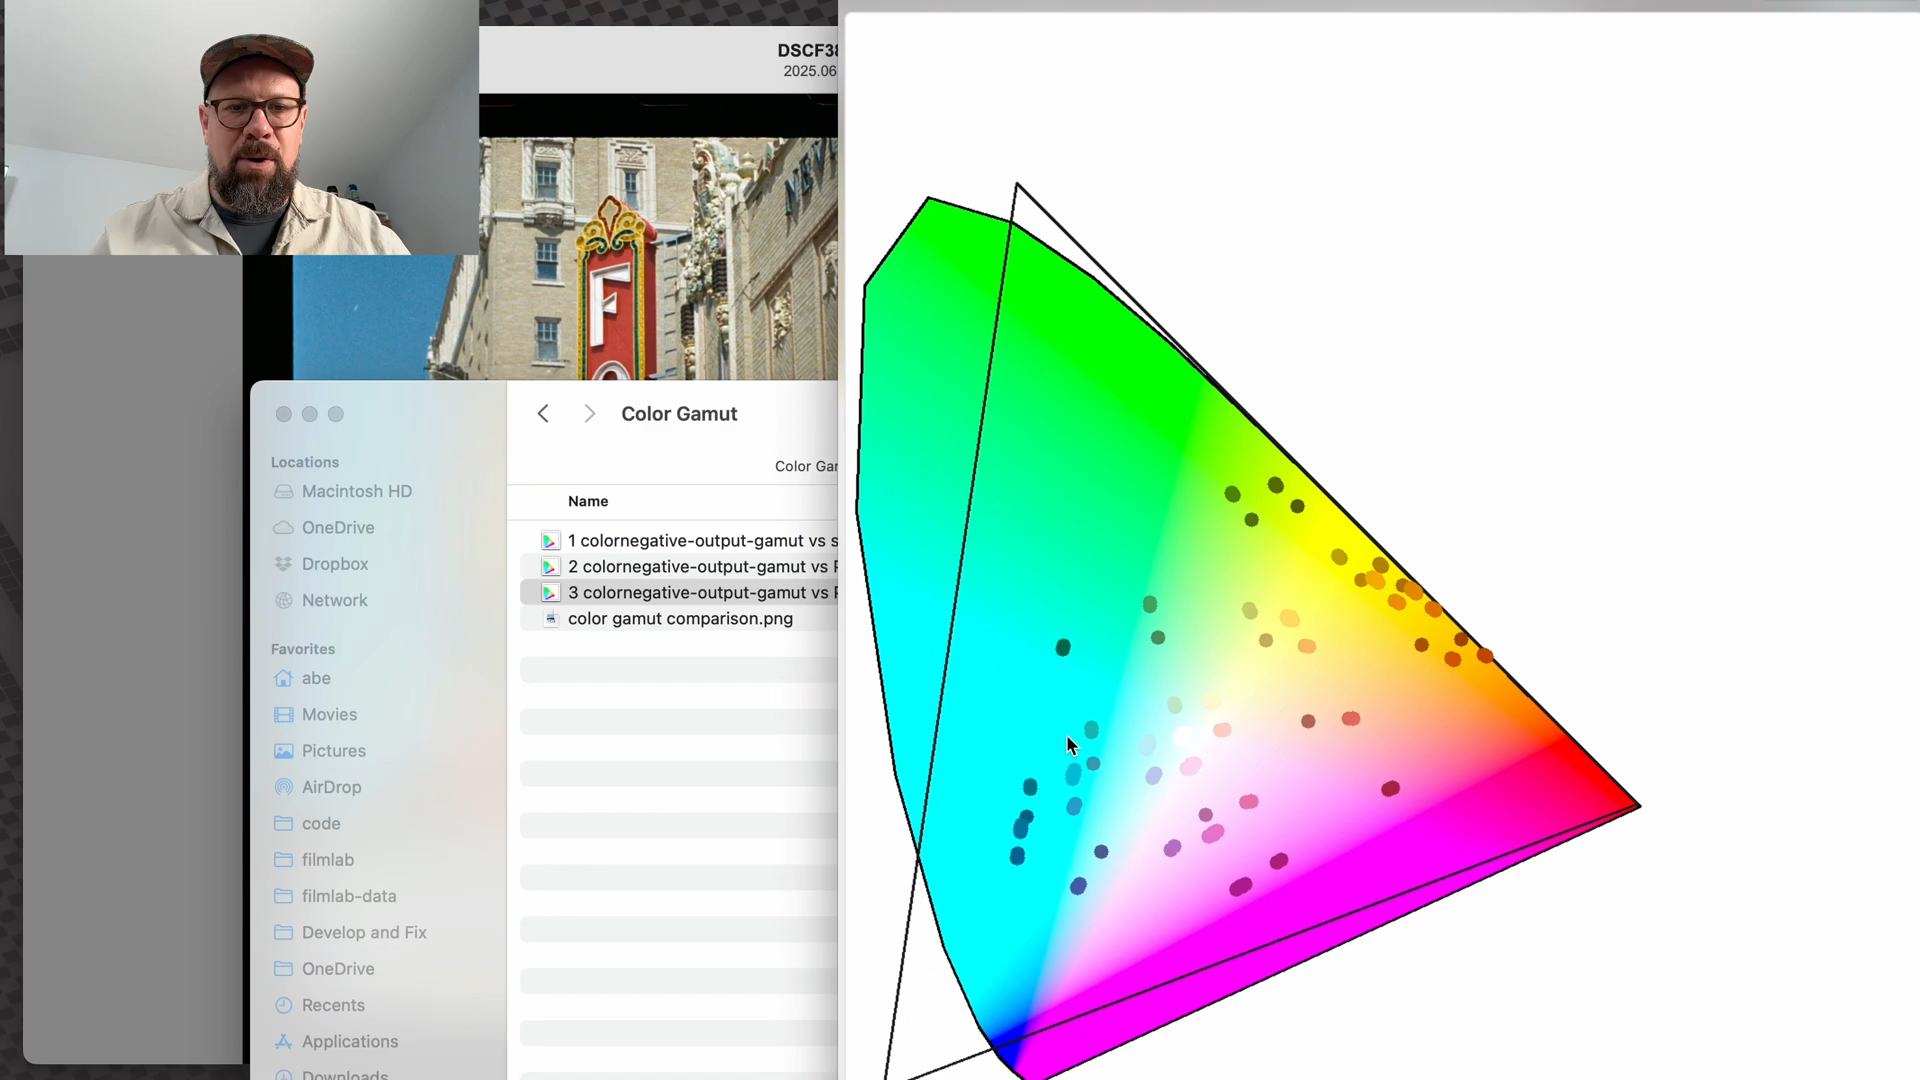 DSCF38
2025.06
NEVE
F
Color Gamut
Color Gar
Locations
Macintosh HD
OneDrive
Dropbox
Network
Favorites
abe
Movies
Pictures
AirDrop
code
filmlab
filmlab-data
Develop and Fix
OneDrive
Recents
Applications
Downloads
Name
1 colornegative-output-gamut vs s
2 colornegative-output-gamut vs P
3 colornegative-output-gamut vs P
color gamut comparison.png